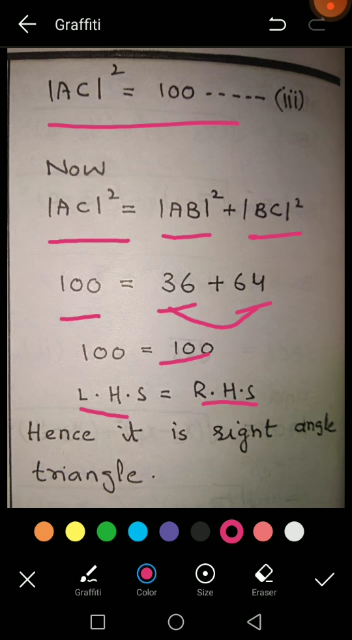 Graffiti
|AC|² = 100 ----- (iii)
Now
|AC|² = |AB|² + |BC|²
100 = 36 + 64
100 = 100
L.H.S = R.H.S
Hence it is right angle
triangle.
Graffiti Color Size Eraser